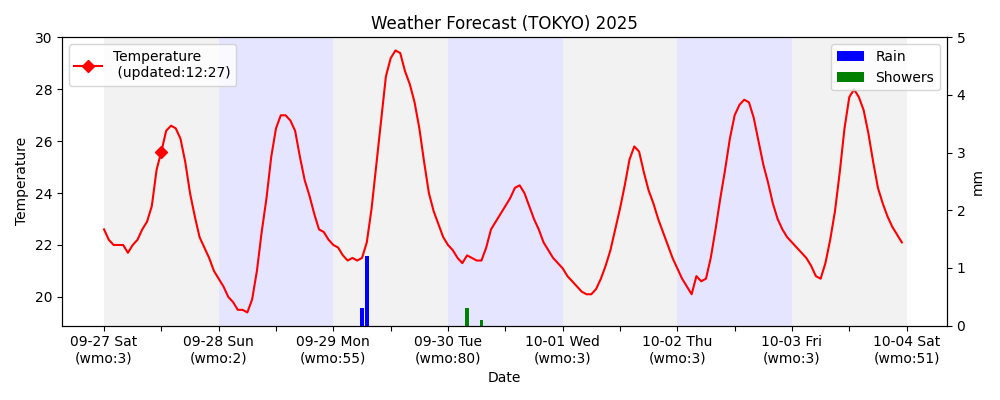 Weather Forecast (TOKYO) 2025
Temperature
(updated:12:27)
Rain
Showers
30
28
26
24
22
20
Temperature
5
4
3
2
1
0
mm
09-27 Sat
(wmo:3)
09-28 Sun
(wmo:2)
09-29 Mon
(wmo:55)
09-30 Tue
(wmo:80)
10-01 Wed
(wmo:3)
10-02 Thu
(wmo:3)
10-03 Fri
(wmo:3)
10-04 Sat
(wmo:51)
Date